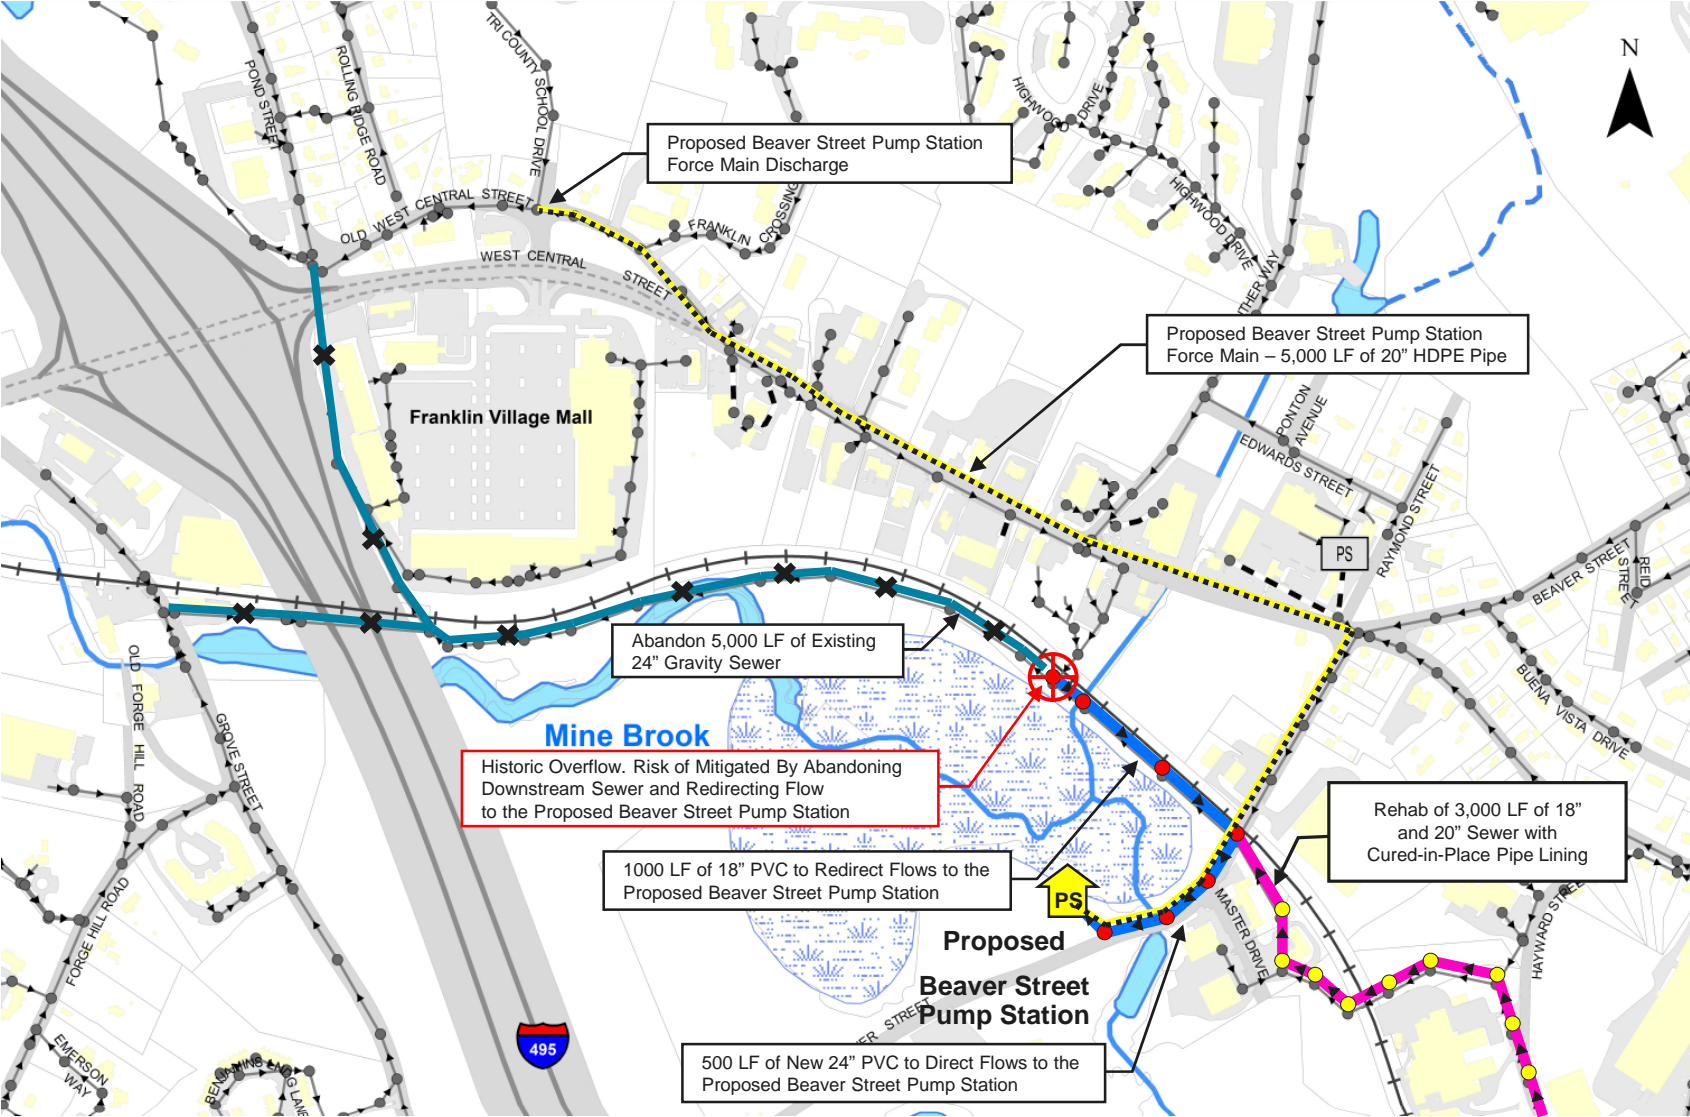 N
POND STREET
ROLLING RIDGE ROAD
TRI COUNTY SCHOOL DRIVE
HIGHWOOD DRIVE
Proposed Beaver Street Pump Station
Force Main Discharge
OLD WEST CENTRAL STREET
FRANKLIN CROSSING
HIGHWOOD DRIVE
WEST CENTRAL STREET
THER WAY
Proposed Beaver Street Pump Station
Force Main – 5,000 LF of 20” HDPE Pipe
Franklin Village Mall
PONTON
AVENUE
EDWARDS STREET
RAYMOND STREET
PS
BEAVER STREET
REID
STREET
Abandon 5,000 LF of Existing
24” Gravity Sewer
OLD FORGE HILL ROAD
GROVE STREET
BUENA VISTA DRIVE
Mine Brook
Historic Overflow. Risk of Mitigated By Abandoning
Downstream Sewer and Redirecting Flow
to the Proposed Beaver Street Pump Station
Rehab of 3,000 LF of 18”
and 20” Sewer with
Cured-in-Place Pipe Lining
1000 LF of 18” PVC to Redirect Flows to the
Proposed Beaver Street Pump Station
PS
MASTER DRIVE
HAYWARD STREE
FORGE HILL ROAD
Proposed
Beaver Street
Pump Station
VER STREET
495
EMERSON
WAY
500 LF of New 24” PVC to Direct Flows to the
Proposed Beaver Street Pump Station